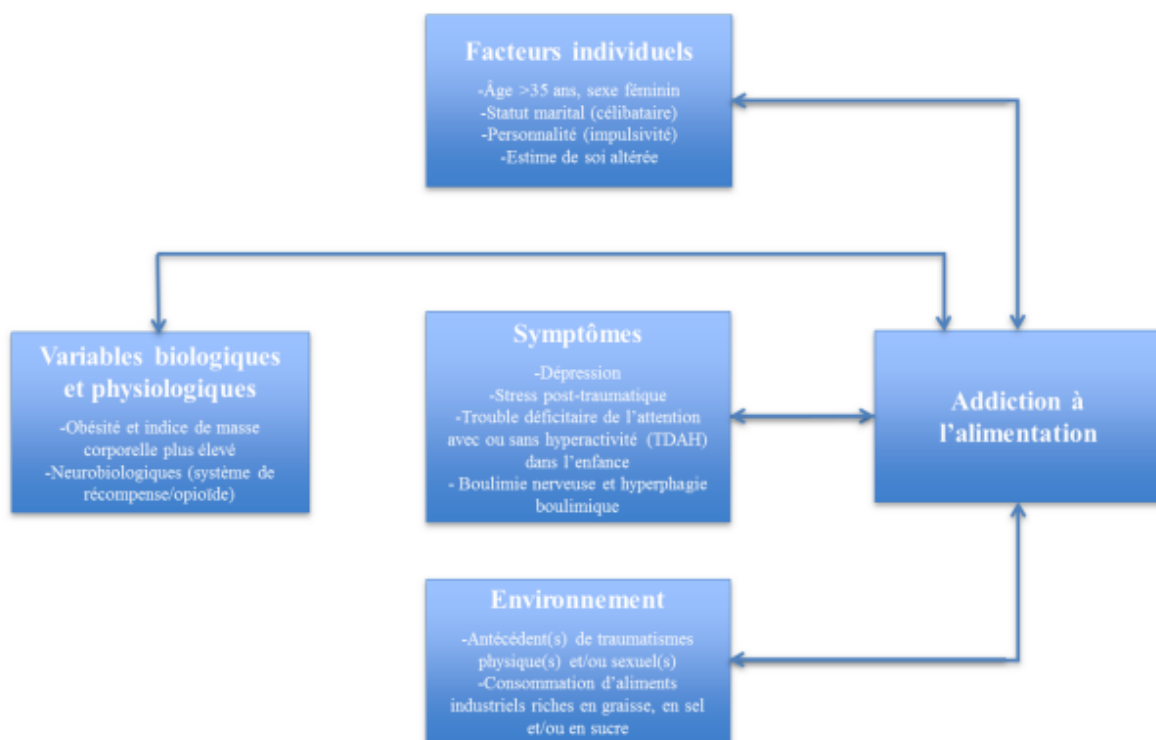 Facteurs individuels
-Âge >35 ans, sexe féminin
-Statut marital (célibataire)
-Personnalité (impulsivité)
-Estime de soi altérée
Variables biologiques
et physiologiques
-Obésité et indice de masse
corporelle plus élevé
-Neurobiologiques (système de
récompense/opioïde)
Symptômes
-Dépression
-Stress post-traumatique
-Trouble déficitaire de l'attention
avec ou sans hyperactivité (TDAH)
dans l'enfance
- Boulimie nerveuse et hyperphagie
boulimique
Addiction à
l'alimentation
Environnement
-Antécédent(s) de traumatismes
physique(s) et/ou sexuel(s)
-Consommation d'aliments
industriels riches en graisse, en sel
et/ou en sucre